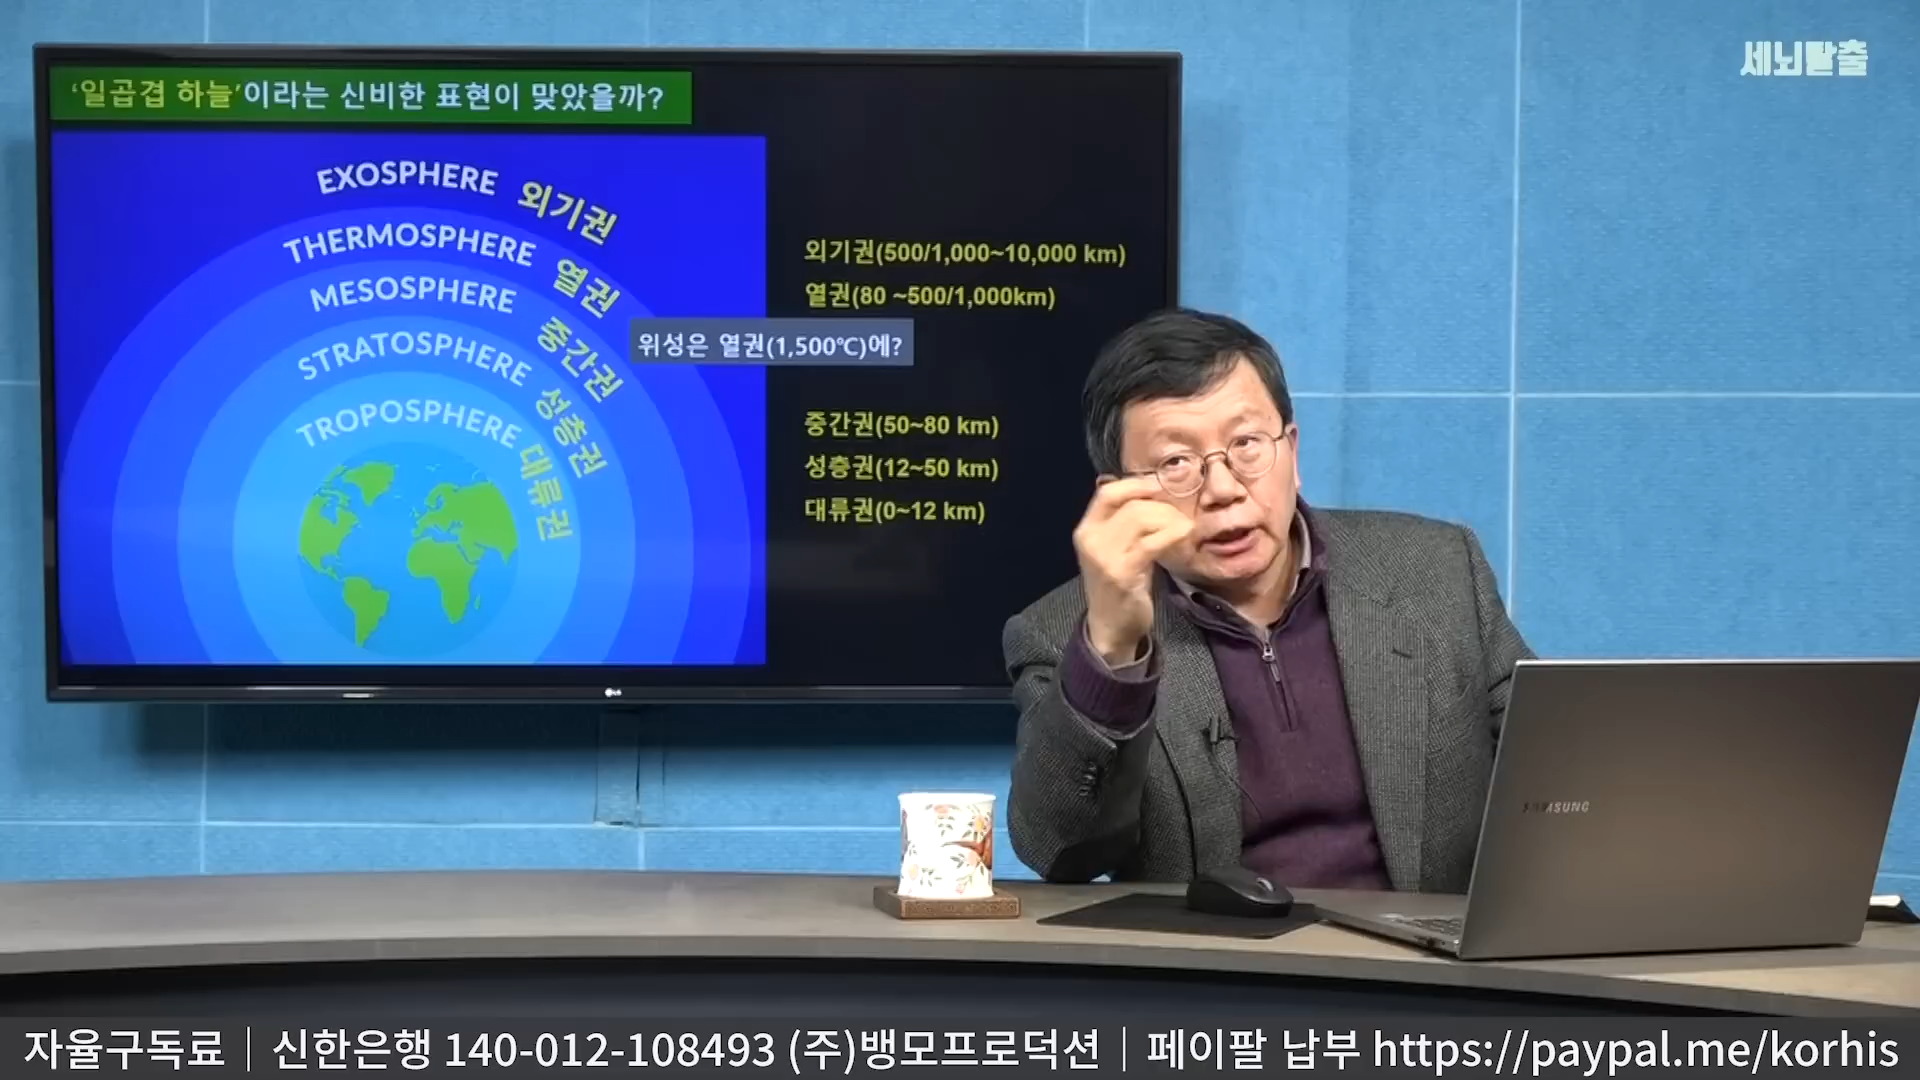 세뇌탈출
‘일곱겹 하늘’이라는 신비한 표현이 맞았을까?
EXOSPHERE 외기권
THERMOSPHERE 열권
MESOSPHERE 중간권
STRATOSPHERE 성층권
TROPOSPHERE 대류권
외기권(500/1,000~10,000 km)
열권(80 ~500/1,000km)
위성은 열권(1,500℃)에?
중간권(50~80 km)
성층권(12~50 km)
대류권(0~12 km)
LG
SAMSUNG
자율구독료｜신한은행 140-012-108493 (주)뱅모프로덕션｜페이팔 납부 https://paypal.me/korhis